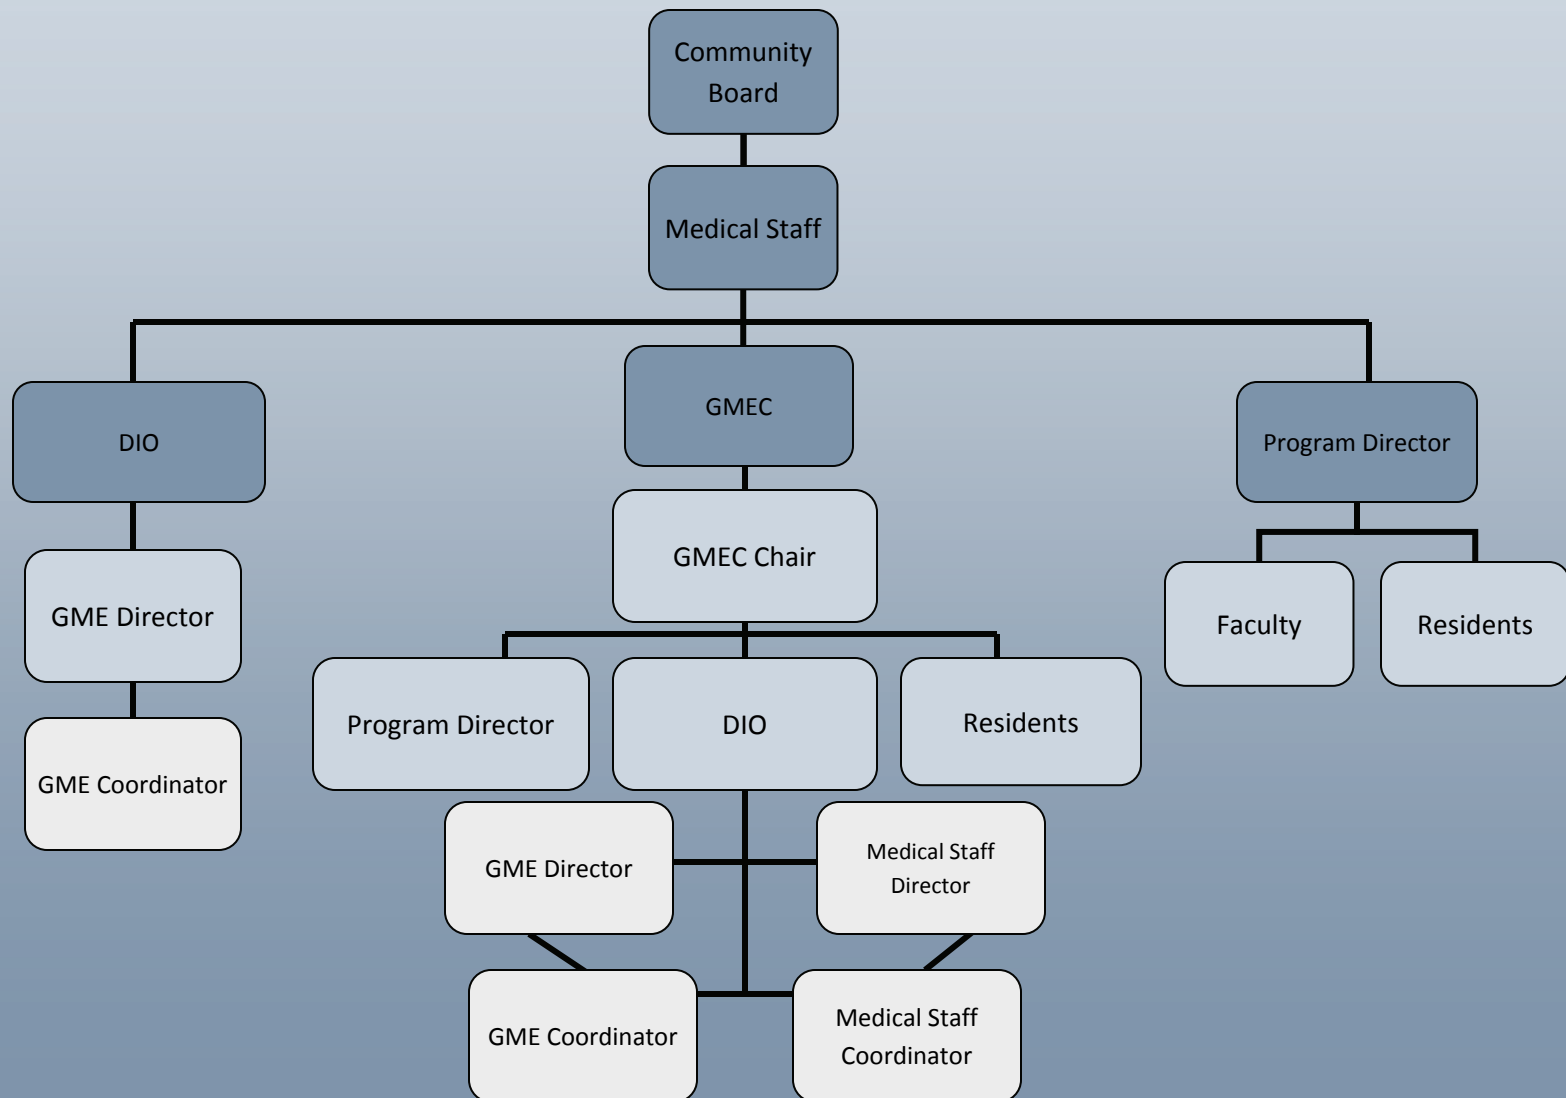 Community
Board
Medical Staff
DIO
GMEC
Program Director
GME Director
GMEC Chair
Faculty
Residents
GME Coordinator
Program Director
DIO
Residents
GME Director
Medical Staff
Director
GME Coordinator
Medical Staff
Coordinator